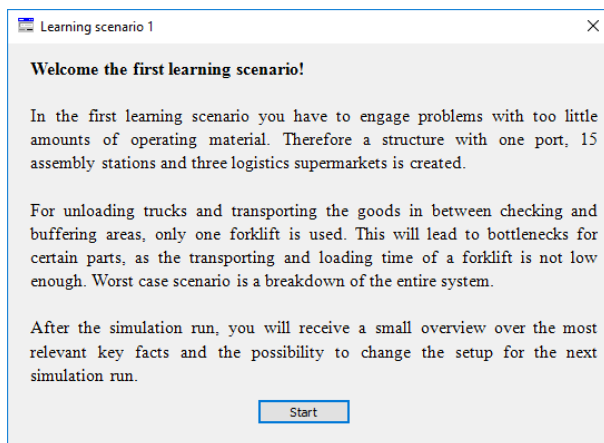 Learning scenario 1
Welcome the first learning scenario!
In the first learning scenario you have to engage problems with too little
amounts of operating material. Therefore a structure with one port, 15
assembly stations and three logistics supermarkets is created.
For unloading trucks and transporting the goods in between checking and
buffering areas, only one forklift is used. This will lead to bottlenecks for
certain parts, as the transporting and loading time of a forklift is not low
enough. Worst case scenario is a breakdown of the entire system.
After the simulation run, you will receive a small overview over the most
relevant key facts and the possibility to change the setup for the next
simulation run.
Start